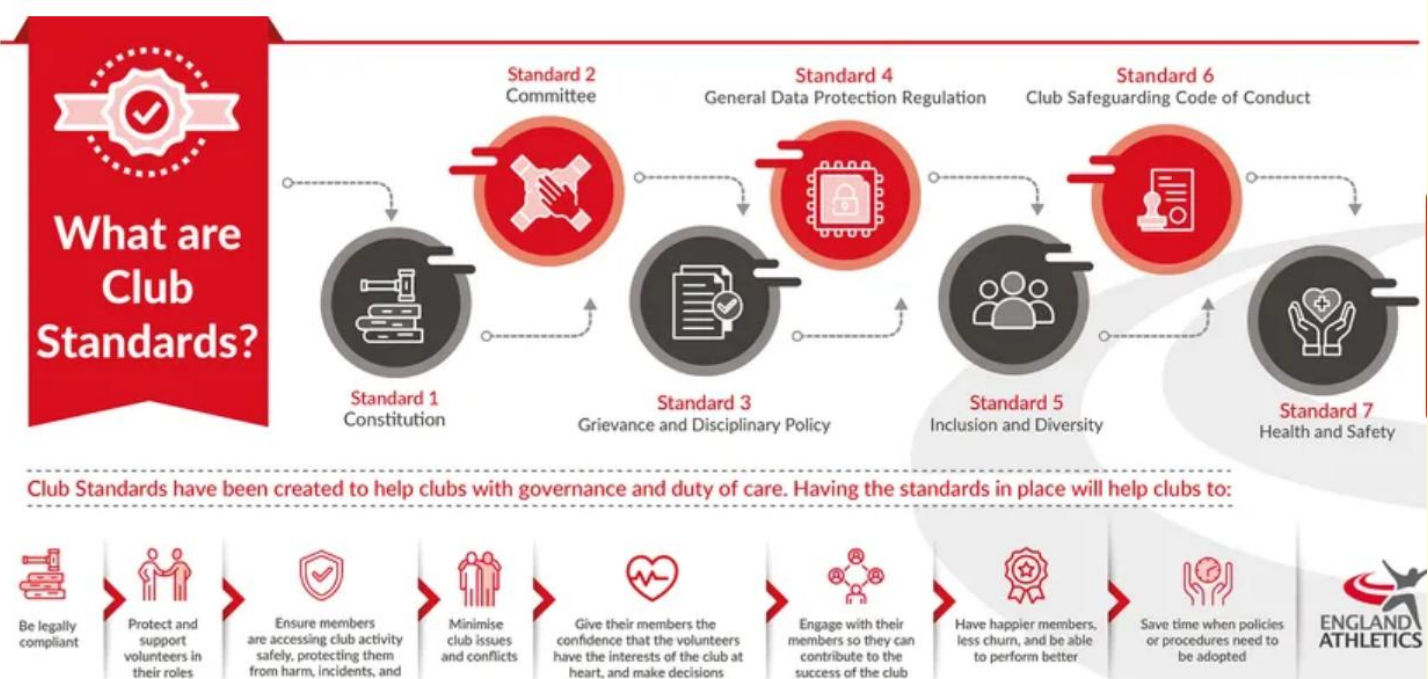 What are
Club
Standards?
Standard 1
Constitution
Standard 2
Committee
Standard 3
Grievance and Disciplinary Policy
Standard 4
General Data Protection Regulation
Standard 5
Inclusion and Diversity
Standard 6
Club Safeguarding Code of Conduct
Standard 7
Health and Safety
Club Standards have been created to help clubs with governance and duty of care. Having the standards in place will help clubs to:
Be legally
compliant
Protect and
support
volunteers in
their roles
Ensure members
are accessing club activity
safely, protecting them
from harm, incidents, and
Minimise
club issues
and conflicts
Give their members the
confidence that the volunteers
have the interests of the club at
heart, and make decisions
Engage with their
members so they can
contribute to the
success of the club
Have happier members,
less churn, and be able
to perform better
Save time when policies
or procedures need to
be adopted
ENGLAND
ATHLETICS